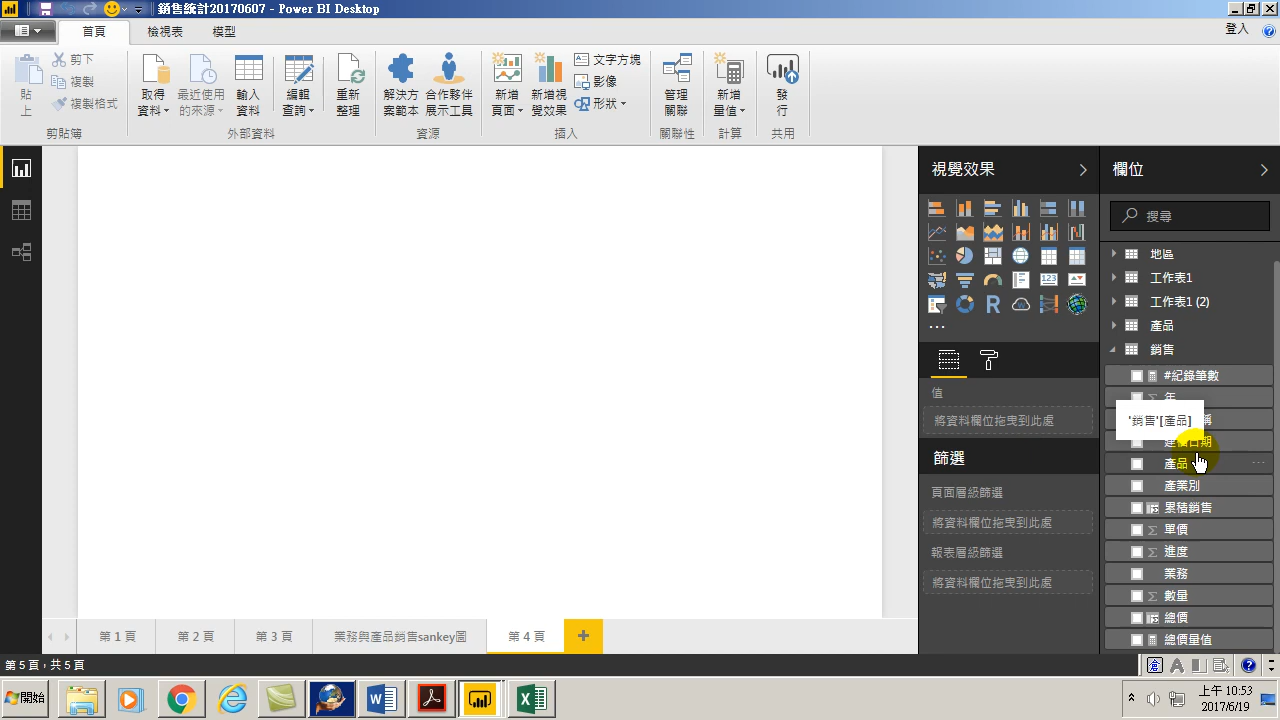 銷售統計20170607 - Power BI Desktop
首頁
檢視表
模型
登入
貼上
剪下
複製
複製格式
剪貼簿
取得資料
最近使用的來源
輸入資料
編輯查詢
重新整理
外部資料
解決方案範本
合作夥伴展示工具
資源
新增頁面
新增視覺效果
文字方塊
影像
形狀
插入
管理關聯
關聯性
新增量值
計算
發行
共用
視覺效果
R
123
值
將資料欄位拖曳到此處
篩選
頁面層級篩選
將資料欄位拖曳到此處
報表層級篩選
將資料欄位拖曳到此處
欄位
搜尋
地區
工作表1
工作表1 (2)
產品
銷售
#紀錄筆數
年
稱
'銷售'[產品]
日期
產品
產業別
累積銷售
單價
進度
業務
數量
總價
總價量值
第 1 頁
第 2 頁
第 3 頁
業務與產品銷售sankey圖
第 4 頁
第 5 頁，共 5 頁
開始
上午 10:53
2017/6/19